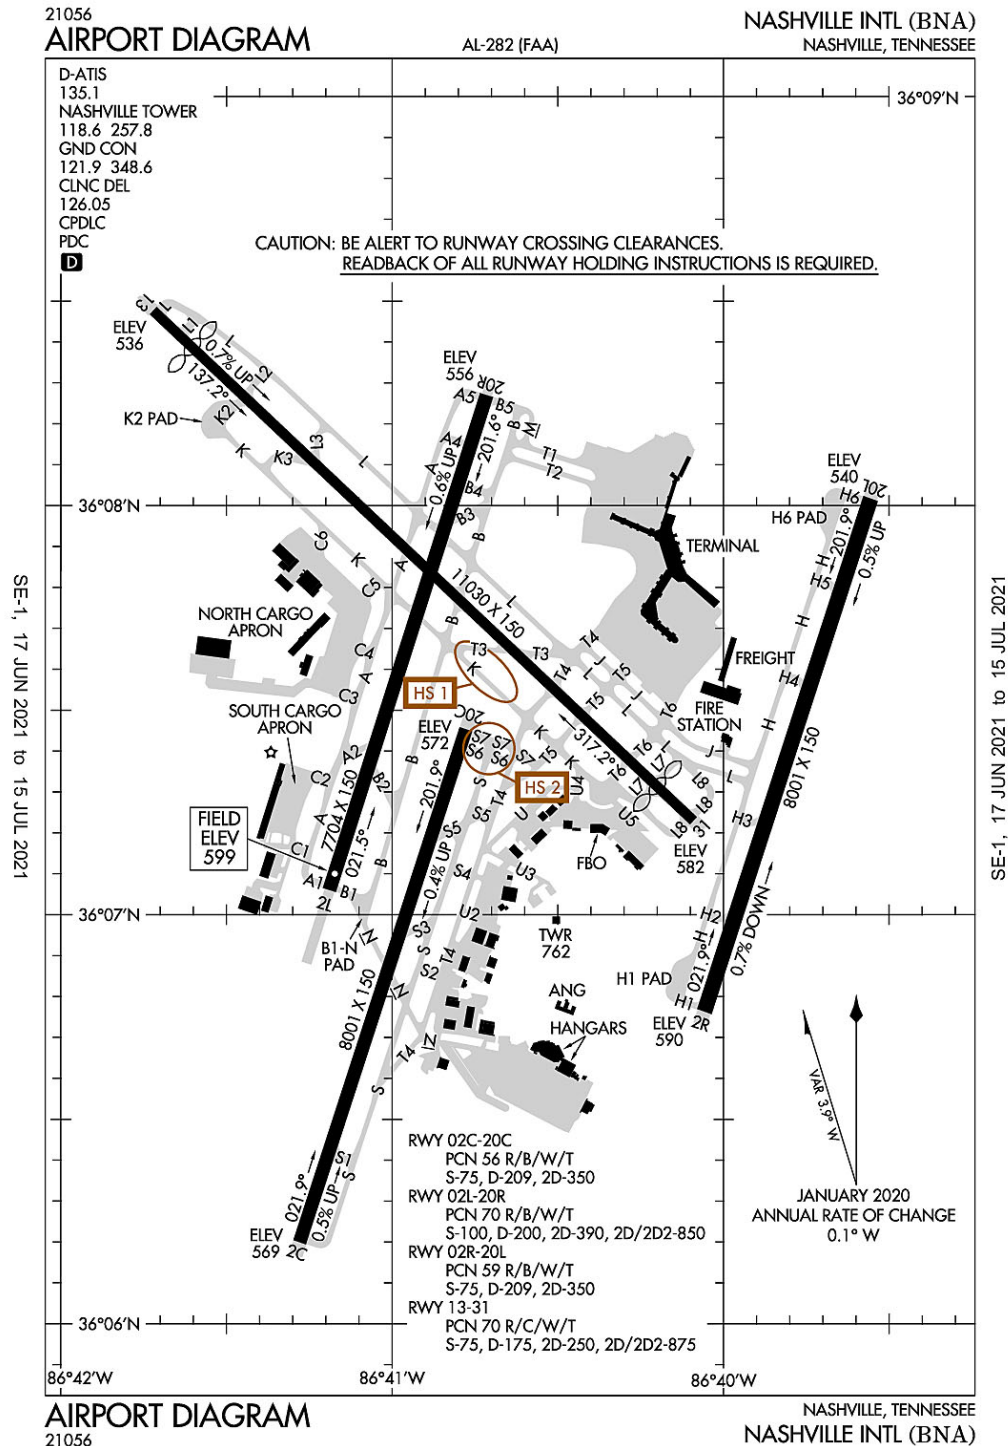 21056
AIRPORT DIAGRAM
AL-282 (FAA)
NASHVILLE INTL (BNA)
NASHVILLE, TENNESSEE
D-ATIS
135.1
NASHVILLE TOWER
118.6 257.8
GND CON
121.9 348.6
CLNC DEL
126.05
CPDLC
PDC
D
36°09'N
CAUTION: BE ALERT TO RUNWAY CROSSING CLEARANCES.
READBACK OF ALL RUNWAY HOLDING INSTRUCTIONS IS REQUIRED.
13
L
ELEV
536
L1
L
0.7% UP
137.2°
L2
K2 PAD
K2
K
K3
L3
L
ELEV
556
20R
A5
B5
B
M
A4
A
201.6°
0.6% UP
T1
T2
B4
B3
B
ELEV
540
20L
H6
H6 PAD
201.9°
0.5% UP
H
H5
36°08'N
TERMINAL
C6
K
A
C5
11030 X 150
L
B
H
NORTH CARGO
APRON
C4
A
C3
T3
T3
K
HS 1
T4
T4
J
L
T5
T5
J
L
T6
FREIGHT
FIRE
STATION
H4
H
SOUTH CARGO
APRON
ELEV
572
20C
S7
S7
S6
S6
S7
HS 2
K
T5
K
U4
317.2°
T6
T6
L
L7
L7
J
L
L8
L8
L8
31
ELEV
582
8001 X 150
H3
A2
C2
B2
B
A
7704 X 150
021.5°
201.9°
0.4% UP
S
S5
S5
T4
U
U5
FBO
FIELD
ELEV
599
C1
A1
B1
2L
B
S4
U3
U2
36°07'N
B1-N
PAD
N
N
S3
S
S2
T4
TWR
762
H2
H
021.9°
0.7% DOWN
H1 PAD
H1
ELEV
590
2R
ANG
HANGARS
8001 X 150
N
T4
S
VAR 3.9° W
JANUARY 2020
ANNUAL RATE OF CHANGE
0.1° W
021.9°
0.5% UP
S1
S
ELEV
569
2C
RWY 02C-20C
PCN 56 R/B/W/T
S-75, D-209, 2D-350
RWY 02L-20R
PCN 70 R/B/W/T
S-100, D-200, 2D-390, 2D/2D2-850
RWY 02R-20L
PCN 59 R/B/W/T
S-75, D-209, 2D-350
RWY 13-31
PCN 70 R/C/W/T
S-75, D-175, 2D-250, 2D/2D2-875
36°06'N
86°42'W
86°41'W
86°40'W
SE-1, 17 JUN 2021 to 15 JUL 2021
SE-1, 17 JUN 2021 to 15 JUL 2021
AIRPORT DIAGRAM
21056
NASHVILLE, TENNESSEE
NASHVILLE INTL (BNA)